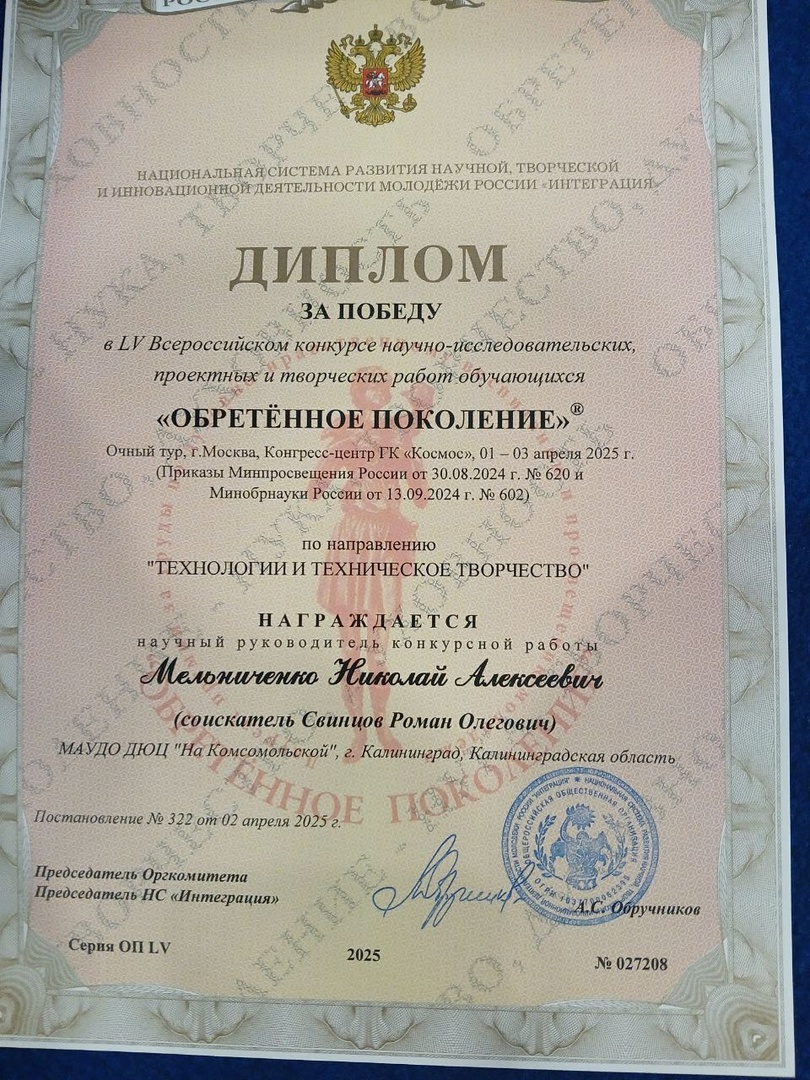 НАЦИОНАЛЬНАЯ СИСТЕМА РАЗВИТИЯ НАУЧНОЙ, ТВОРЧЕСКОЙ
И ИННОВАЦИОННОЙ ДЕЯТЕЛЬНОСТИ МОЛОДЁЖИ РОССИИ «ИНТЕГРАЦИЯ»
ДИПЛОМ
ЗА ПОБЕДУ
в LV Всероссийском конкурсе научно-исследовательских,
проектных и творческих работ обучающихся
«ОБРЕТЁННОЕ ПОКОЛЕНИЕ»®
Очный тур, г.Москва, Конгресс-центр ГК «Космос», 01 – 03 апреля 2025 г.
(Приказы Минпросвещения России от 30.08.2024 г. № 620 и
Минобрнауки России от 13.09.2024 г. № 602)
по направлению
"ТЕХНОЛОГИИ И ТЕХНИЧЕСКОЕ ТВОРЧЕСТВО"
НАГРАЖДАЕТСЯ
научный руководитель конкурсной работы
Мельниченко Николай Алексеевич
(соискатель Свинцов Роман Олегович)
МАУДО ДЮЦ "На Комсомольской", г. Калининград, Калининградская область
ОБРЕТЁННОЕ ПОКОЛЕНИЕ
Постановление № 322 от 02 апреля 2025 г.
Председатель Оргкомитета
Председатель НС «Интеграция»
А.С. Обручников
ОБЩЕРОССИЙСКАЯ ОБЩЕСТВЕННАЯ ОРГАНИЗАЦИЯ
Серия ОП LV
2025
№ 027208